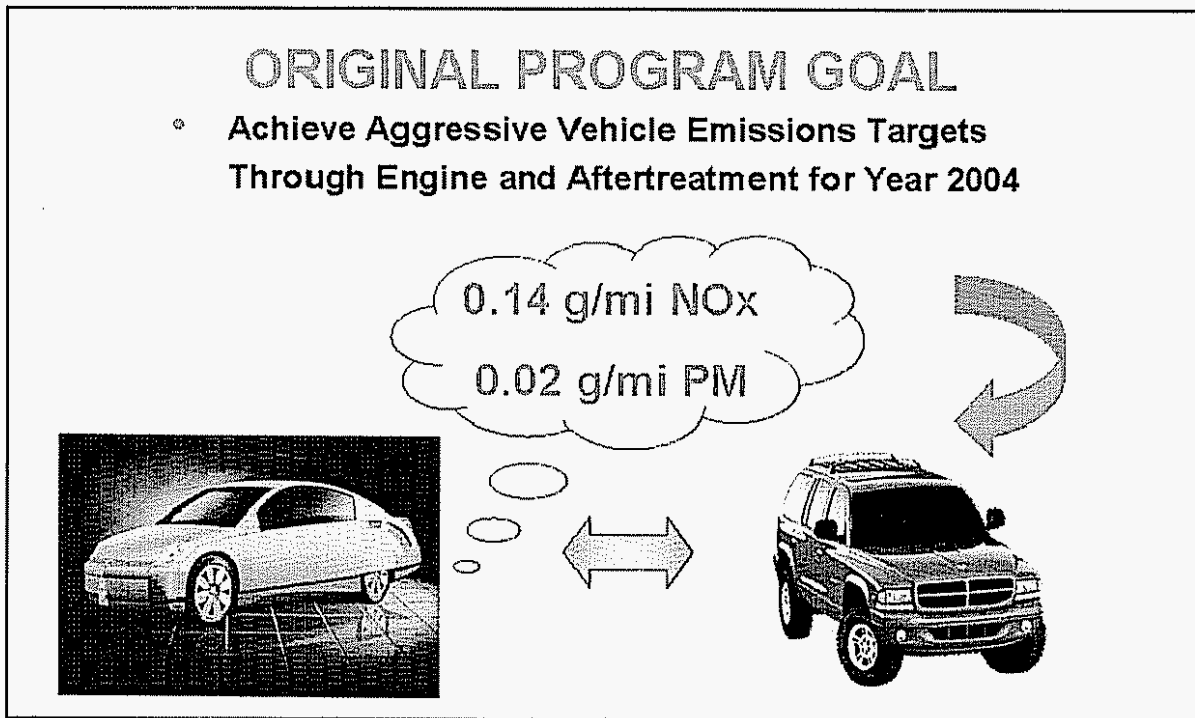 ORIGINAL PROGRAM GOAL
Achieve Aggressive Vehicle Emissions Targets
Through Engine and Aftertreatment for Year 2004
0.14 g/mi NOx
0.02 g/mi PM